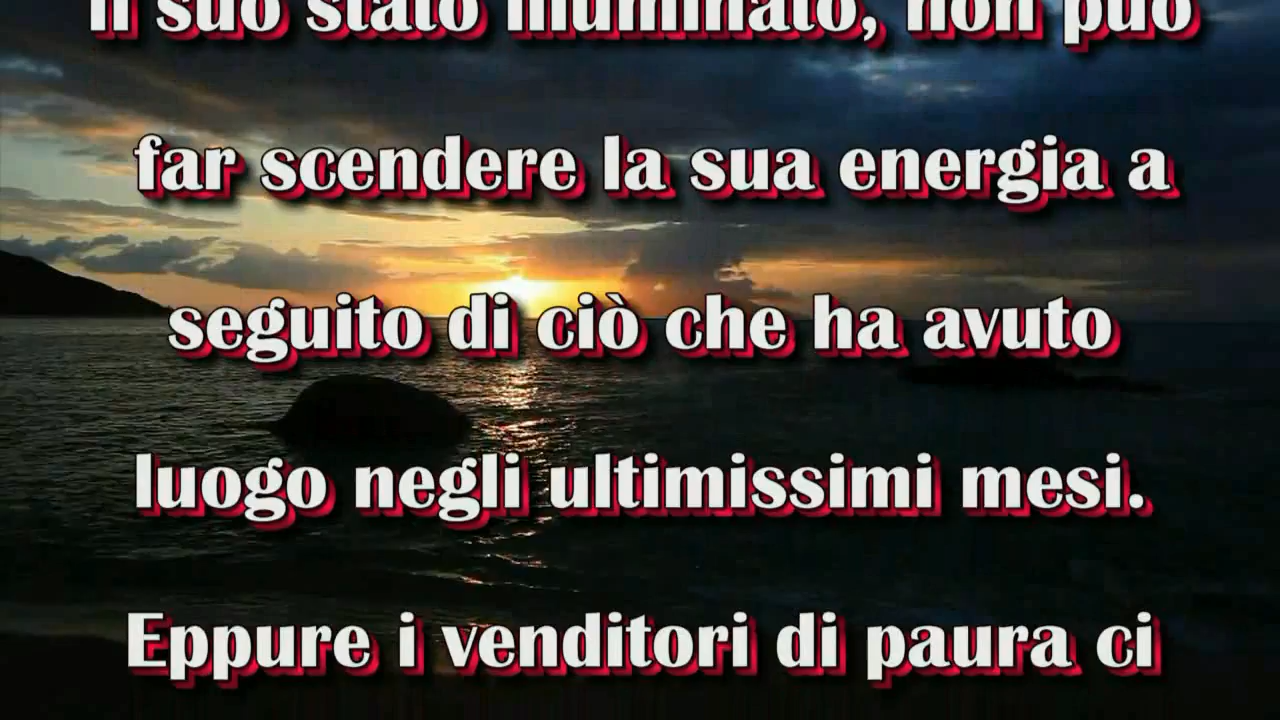 il suo stato illuminato, non può
far scendere la sua energia a
seguito di ciò che ha avuto
luogo negli ultimissimi mesi.
Eppure i venditori di paura ci